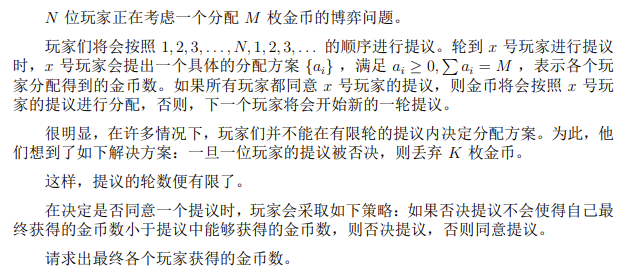 N 位玩家正在考虑一个分配 M 枚金币的博弈问题。
玩家们将会按照 1, 2, 3, . . . , N, 1, 2, 3, . . . 的顺序进行提议。轮到 x 号玩家进行提议
时，x 号玩家会提出一个具体的分配方案 {aᵢ} ，满足 aᵢ ≥ 0, ∑ aᵢ = M ，表示各个玩
家分配得到的金币数。如果所有玩家都同意 x 号玩家的提议，则金币将会按照 x 号玩
家的提议进行分配，否则，下一个玩家将会开始新的一轮提议。
很明显，在许多情况下，玩家们并不能在有限轮的提议内决定分配方案。为此，他
们想到了如下解决方案：一旦一位玩家的提议被否决，则丢弃 K 枚金币。
这样，提议的轮数便有限了。
在决定是否同意一个提议时，玩家会采取如下策略：如果否决提议不会使得自己最
终获得的金币数小于提议中能够获得的金币数，则否决提议，否则同意提议。
请求出最终各个玩家获得的金币数。